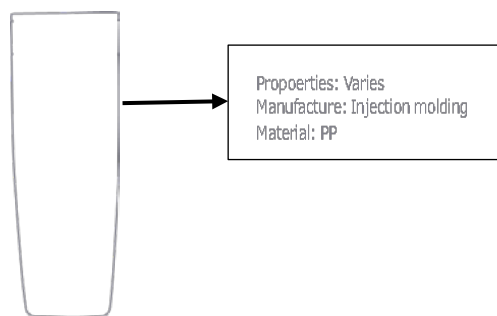 Propoerties: Varies
Manufacture: Injection molding
Material: PP